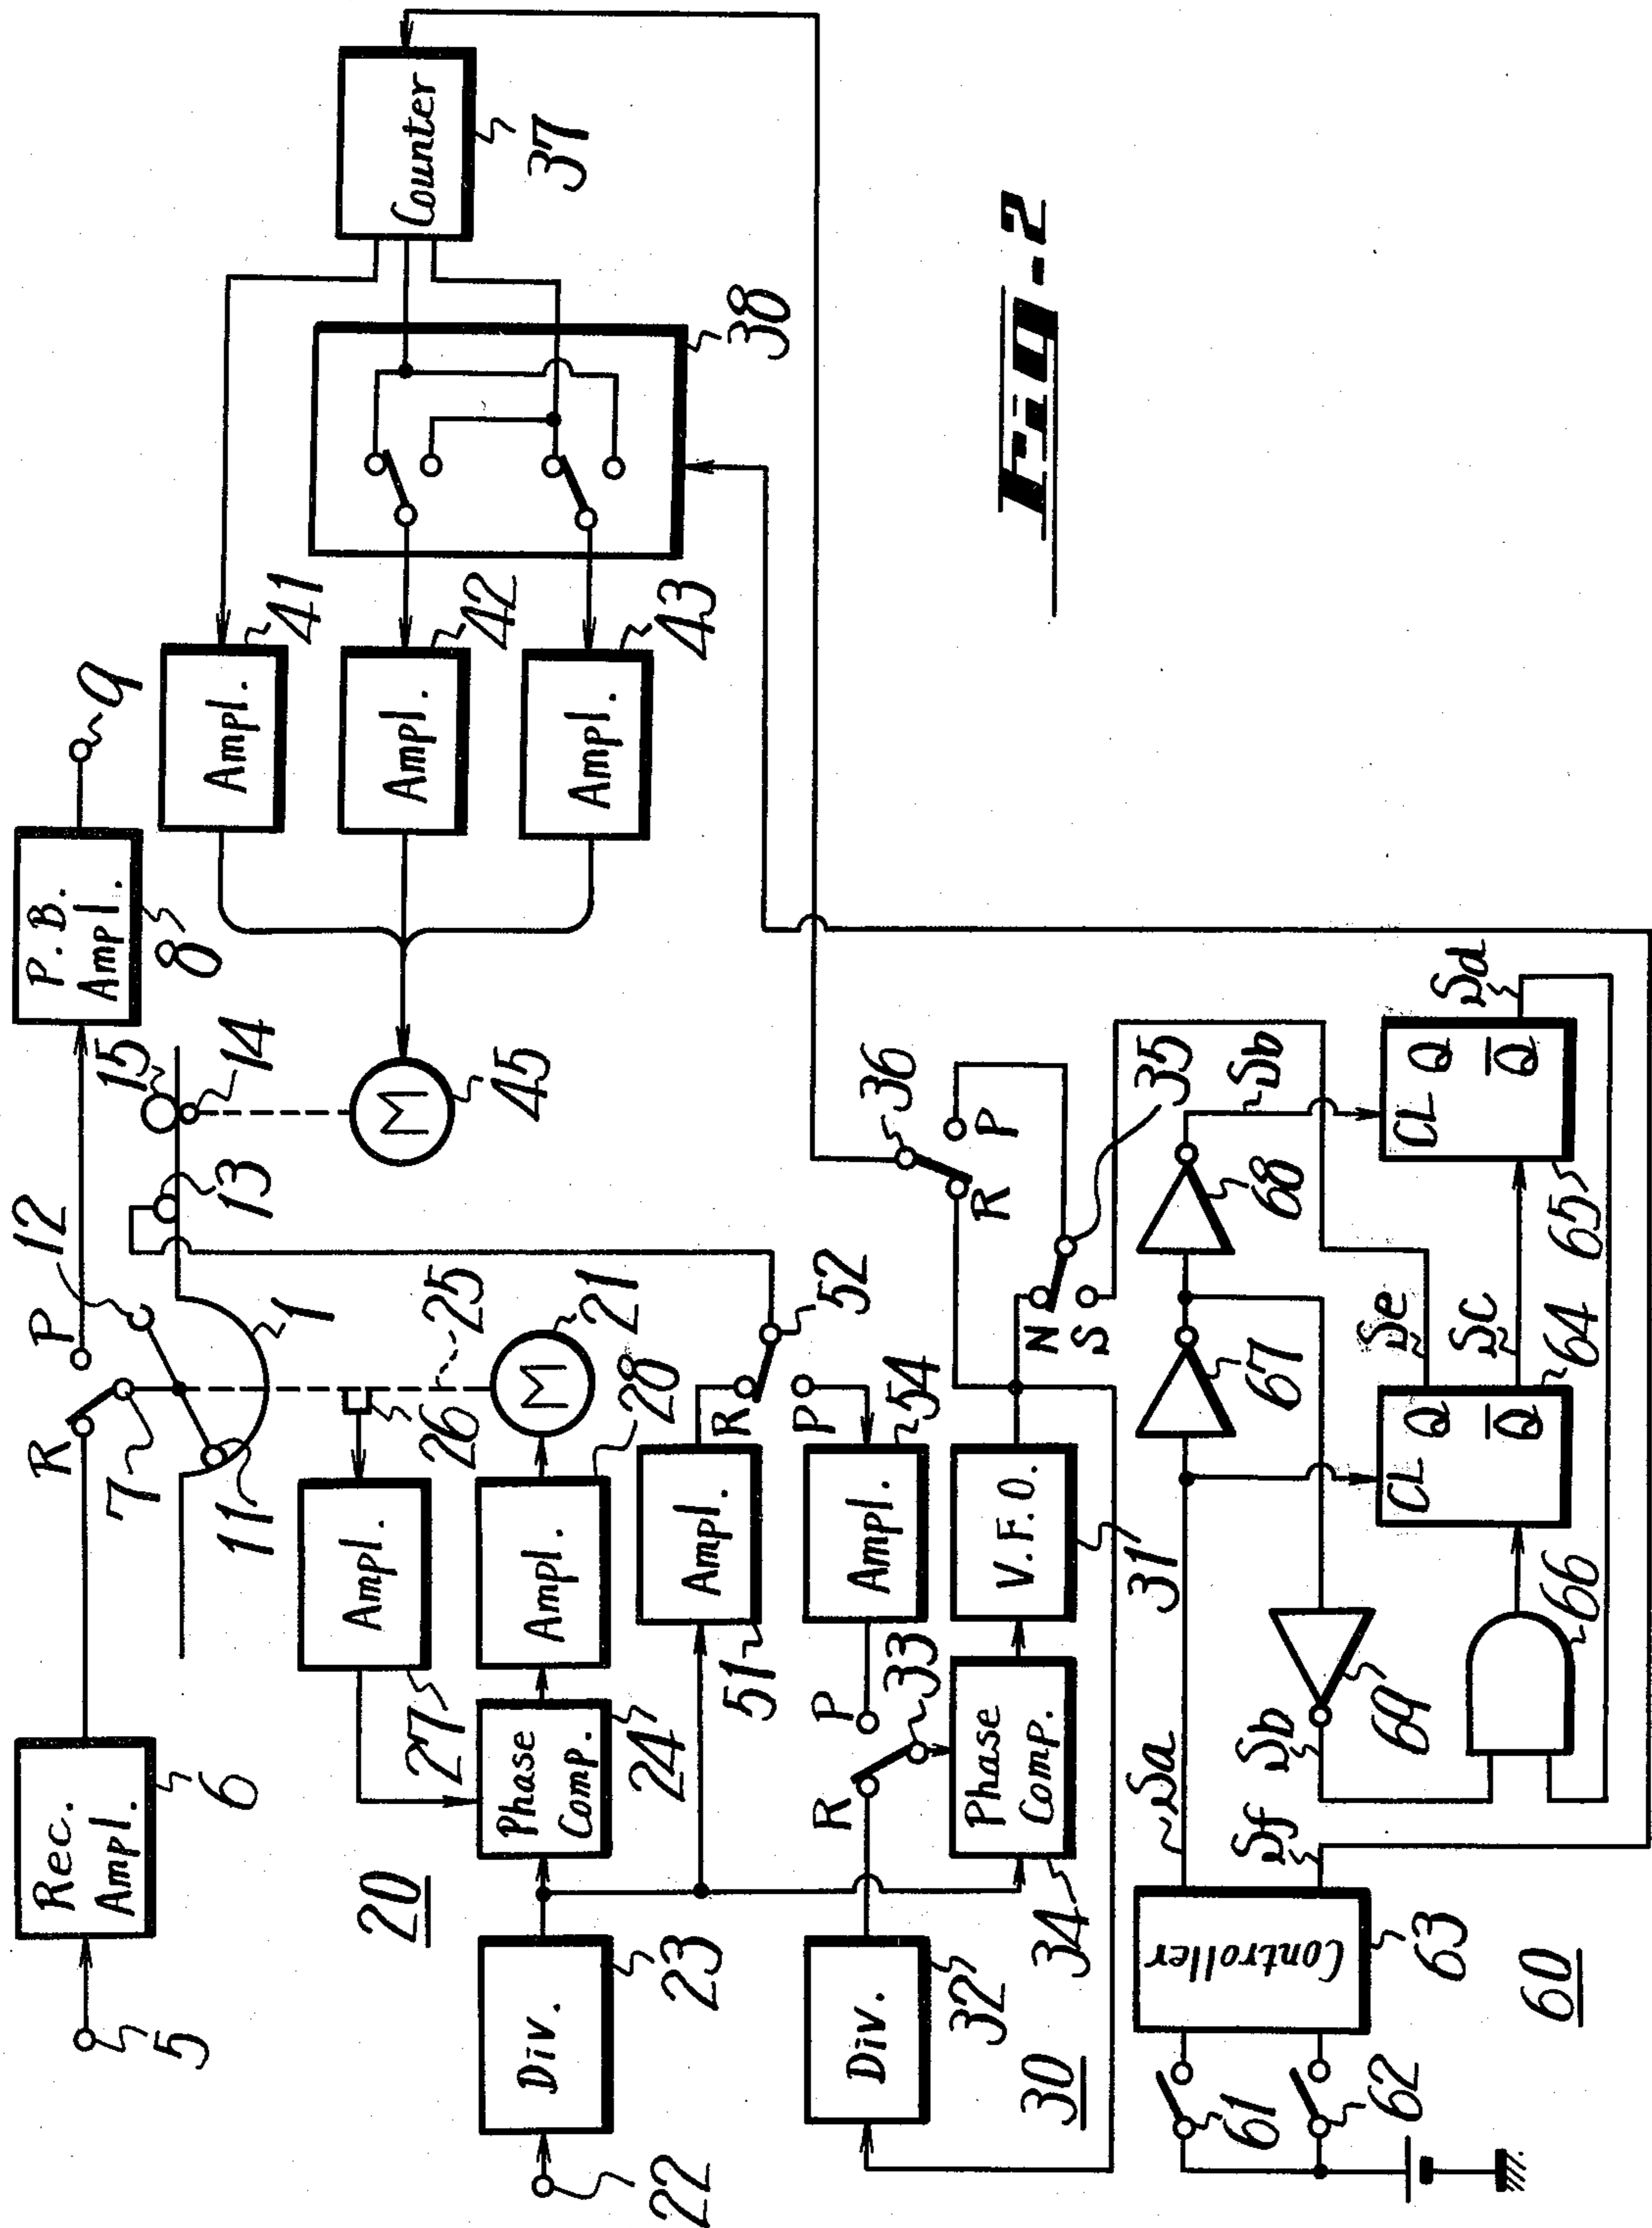 Rec.
Ampl.
5
6
R
P
7
12
P. B.
Ampl.
8
9
11
1
13
15
14
25
26
Ampl.
27
20
22
Div.
23
Phase
Comp.
24
Ampl.
28
M
21
M
45
Ampl.
41
Ampl.
42
Ampl.
43
38
Counter
37
Ampl.
51
R
P
52
Ampl.
54
Div.
32
30
R
P
33
Phase
Comp.
34
V.F.O.
31
N
S
35
R
P
36
61
62
Controller
63
60
Sa
Sf
67
68
Sb
Sb
69
66
CL
Q
Q̅
64
Se
Sc
CL
Q
Q̅
65
Sd
Fig-2